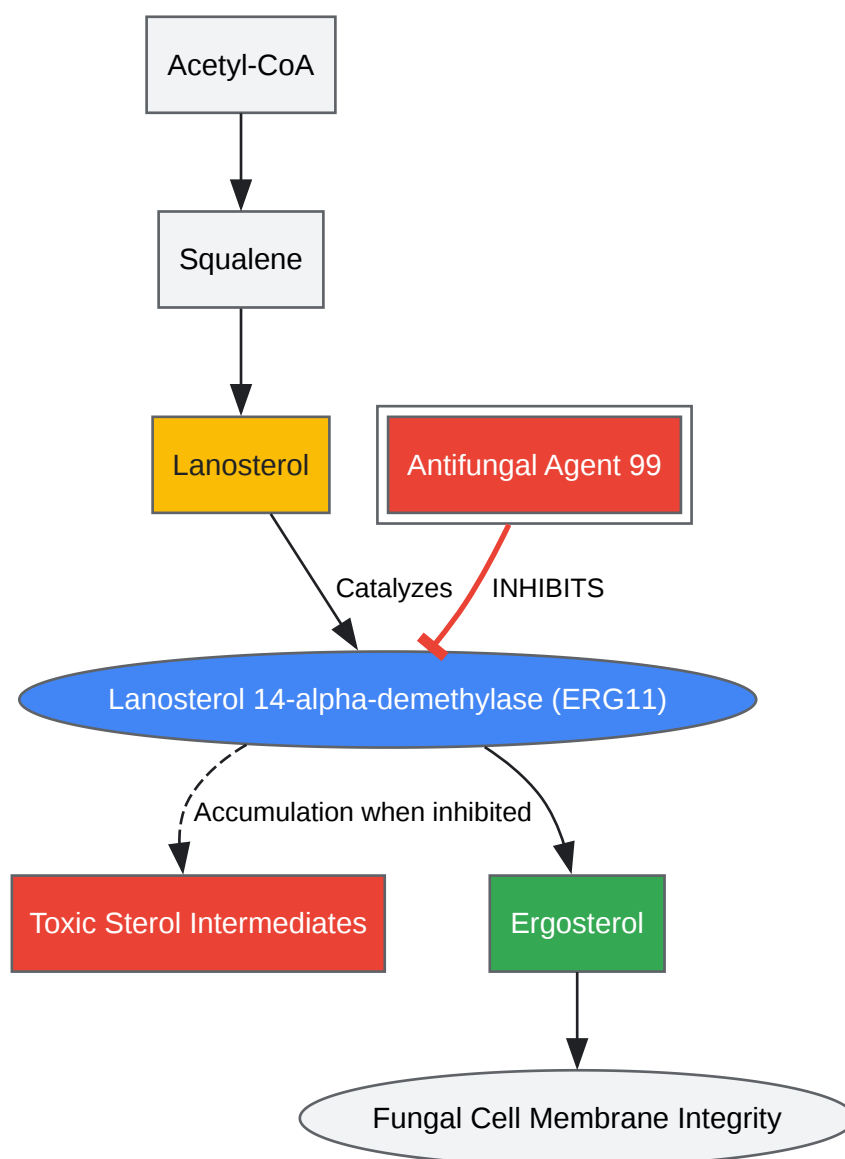 Acetyl-CoA
Squalene
Lanosterol
Antifungal Agent 99
Catalyzes
INHIBITS
Lanosterol 14-alpha-demethylase (ERG11)
Accumulation when inhibited
Toxic Sterol Intermediates
Ergosterol
Fungal Cell Membrane Integrity